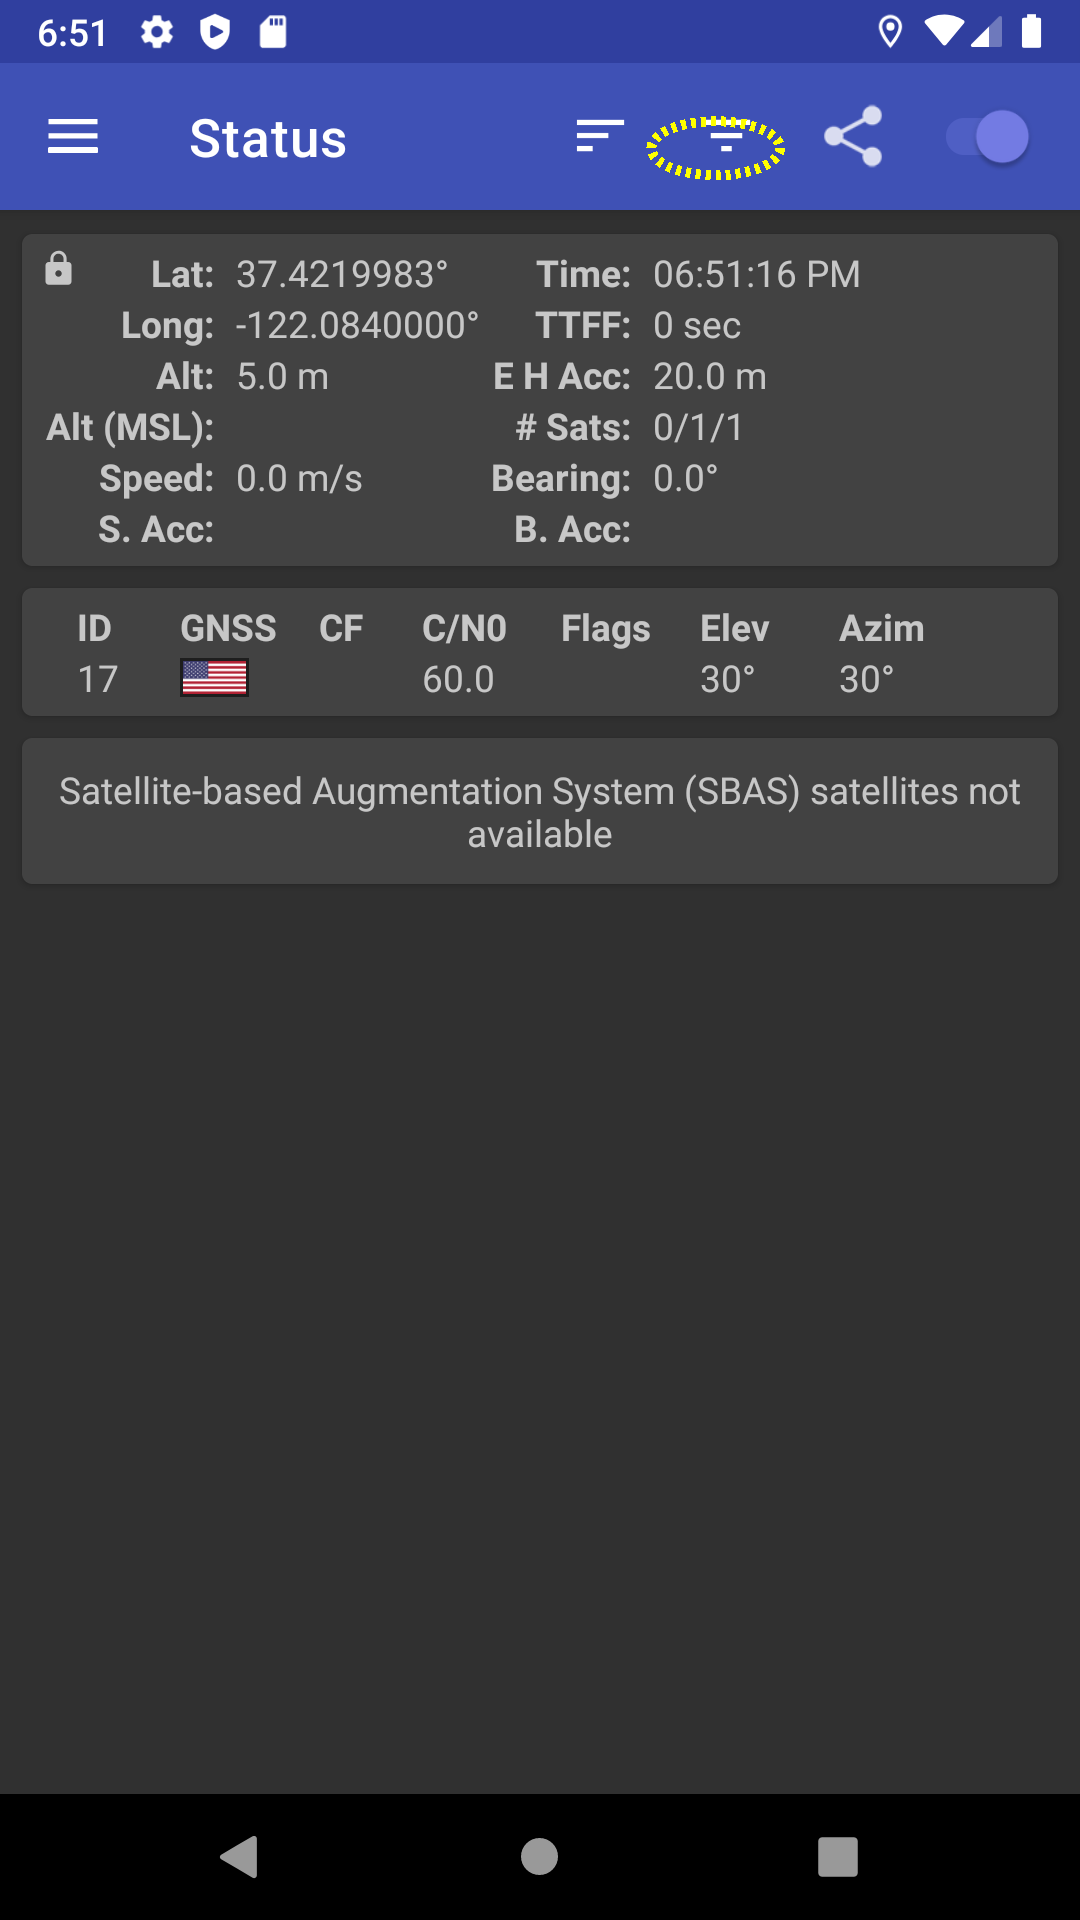 6:51
Status
Lat: 37.4219983° Time: 06:51:16 PM
Long: -122.0840000° TTFF: 0 sec
Alt: 5.0 m E H Acc: 20.0 m
Alt (MSL): # Sats: 0/1/1
Speed: 0.0 m/s Bearing: 0.0°
S. Acc: B. Acc:
ID GNSS CF C/N0 Flags Elev Azim
17 60.0 30° 30°
Satellite-based Augmentation System (SBAS) satellites not
available